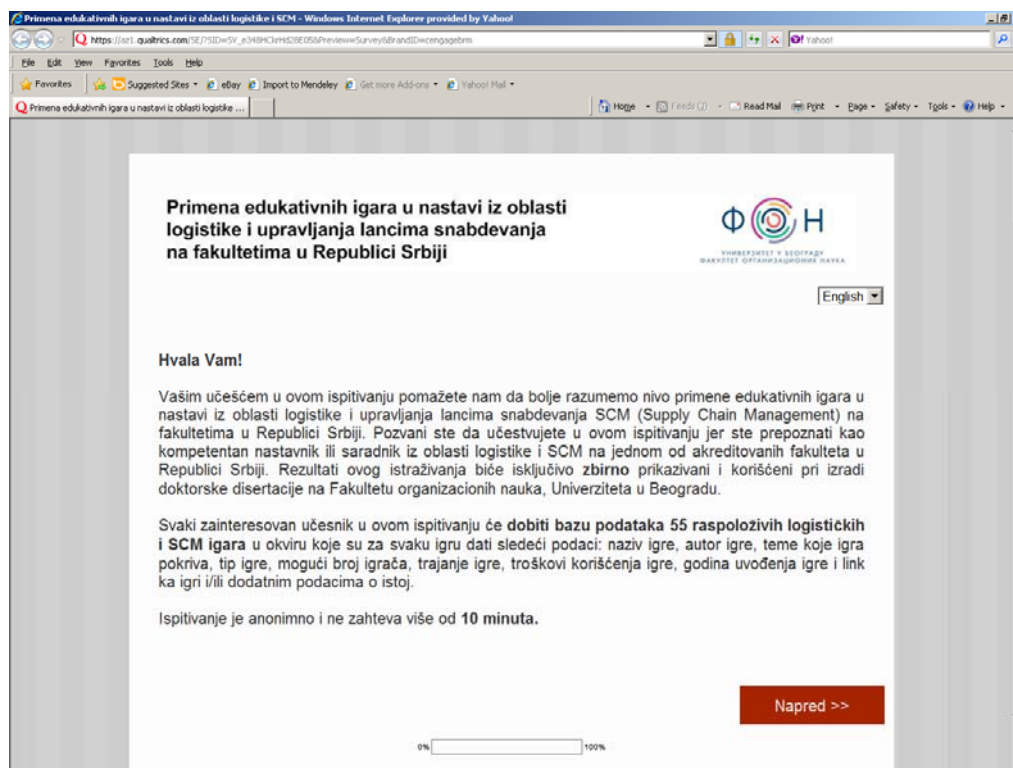 Primena edukativnih igara u nastavi iz oblasti logistike i SCM - Windows Internet Explorer provided by Yahoo!
qualtrics.com
Yahoo!
File Edit View Favorites Tools Help
Favorites Suggested Sites eBay Import to Mendeley Get more Add-ons Yahoo! Mail
Primena edukativnih igara u nastavi iz oblasti logistike ... Home Feeds (2) Read Mail Print Page Safety Tools Help
Primena edukativnih igara u nastavi iz oblasti
logistike i upravljanja lancima snabdevanja
na fakultetima u Republici Srbiji
Ф Н
УНИВЕРЗИТЕТ У БЕОГРАДУ
ФАКУЛТЕТ ОРГАНИЗАЦИОНИХ НАУКА
English
Hvala Vam!
Vašim učešćem u ovom ispitivanju pomažete nam da bolje razumemo nivo primene edukativnih igara u
nastavi iz oblasti logistike i upravljanja lancima snabdevanja SCM (Supply Chain Management) na
fakultetima u Republici Srbiji. Pozvani ste da učestvujete u ovom ispitivanju jer ste prepoznati kao
kompetentan nastavnik ili saradnik iz oblasti logistike i SCM na jednom od akreditovanih fakulteta u
Republici Srbiji. Rezultati ovog istraživanja biće isključivo zbirno prikazivani i korišćeni pri izradi
doktorske disertacije na Fakultetu organizacionih nauka, Univerziteta u Beogradu.
Svaki zainteresovan učesnik u ovom ispitivanju će dobiti bazu podataka 55 raspoloživih logističkih
i SCM igara u okviru koje su za svaku igru dati sledeći podaci: naziv igre, autor igre, teme koje igra
pokriva, tip igre, mogući broj igrača, trajanje igre, troškovi korišćenja igre, godina uvođenja igre i link
ka igri i/ili dodatnim podacima o istoj.
Ispitivanje je anonimno i ne zahteva više od 10 minuta.
Napred >>
0% 100%